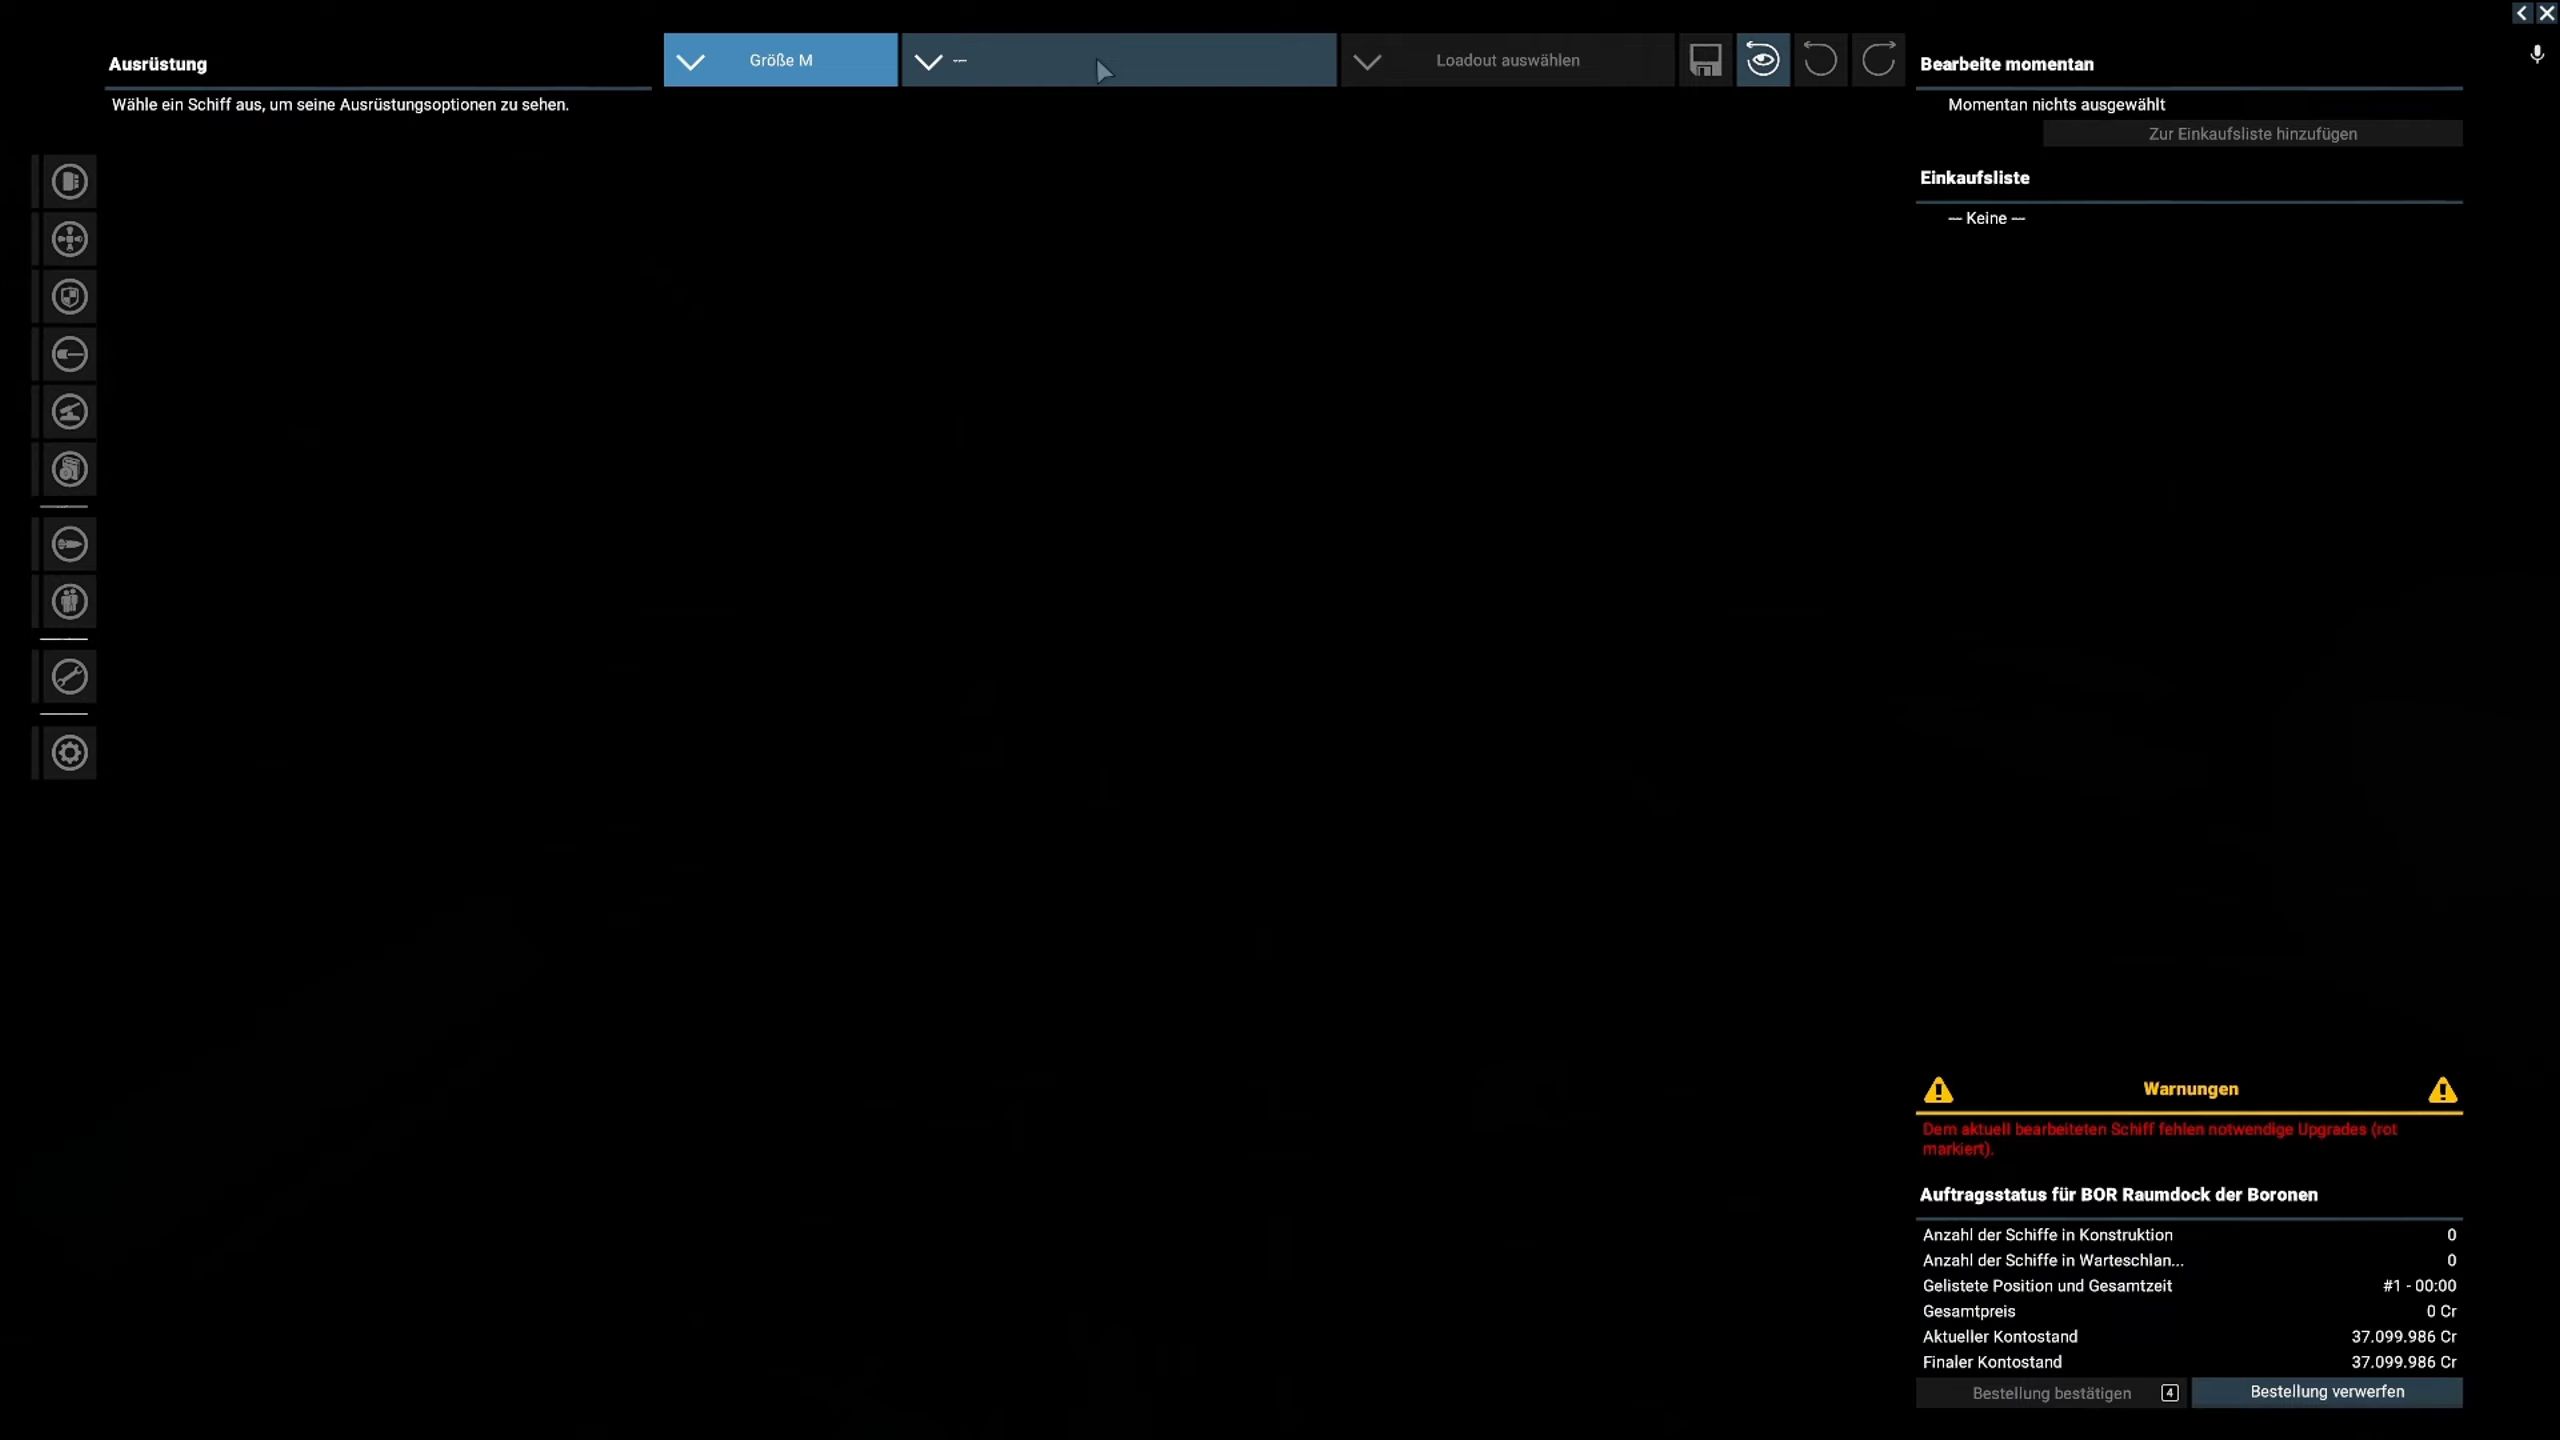 Ausrüstung
Wähle ein Schiff aus, um seine Ausrüstungsoptionen zu sehen.
Größe M
---
Loadout auswählen
Bearbeite momentan
Momentan nichts ausgewählt
Zur Einkaufsliste hinzufügen
Einkaufsliste
— Keine —
Warnungen
Dem aktuell bearbeiteten Schiff fehlen notwendige Upgrades (rot
markiert).
Auftragsstatus für BOR Raumdock der Boronen
Anzahl der Schiffe in Konstruktion 0
Anzahl der Schiffe in Warteschlan... 0
Gelistete Position und Gesamtzeit #1 - 00:00
Gesamtpreis 0 Cr
Aktueller Kontostand 37.099.986 Cr
Finaler Kontostand 37.099.986 Cr
Bestellung bestätigen 4
Bestellung verwerfen